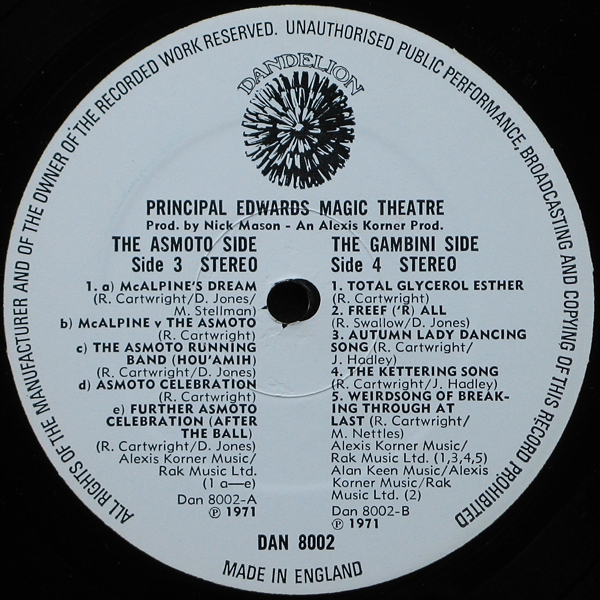 ALL RIGHTS OF THE MANUFACTURER AND OF THE OWNER OF THE RECORDED WORK RESERVED. UNAUTHORISED PUBLIC PERFORMANCE, BROADCASTING AND COPYING OF THIS RECORD PROHIBITED
DANDELION
PRINCIPAL EDWARDS MAGIC THEATRE
Prod. by Nick Mason - An Alexis Korner Prod.
THE ASMOTO SIDE
Side 3 STEREO
1. a) McALPINE'S DREAM
(R. Cartwright/D. Jones/
M. Stellman)
b) McALPINE v THE ASMOTO
(R. Cartwright)
c) THE ASMOTO RUNNING
BAND (HOU'AMIH)
(R. Cartwright/D. Jones)
d) ASMOTO CELEBRATION
(R. Cartwright)
e) FURTHER ASMOTO
CELEBRATION (AFTER
THE BALL)
(R. Cartwright/D. Jones)
Alexis Korner Music/
Rak Music Ltd.
(1 a—e)
Dan 8002-A
℗ 1971
THE GAMBINI SIDE
Side 4 STEREO
1. TOTAL GLYCEROL ESTHER
(R. Cartwright)
2. FREEF ('R) ALL
(R. Swallow/D. Jones)
3. AUTUMN LADY DANCING
SONG (R. Cartwright/
J. Hadley)
4. THE KETTERING SONG
(R. Cartwright/J. Hadley)
5. WEIRDSONG OF BREAK-
ING THROUGH AT
LAST (R. Cartwright/
M. Nettles)
Alexis Korner Music/
Rak Music Ltd. (1,3,4,5)
Alan Keen Music/Alexis
Korner Music/Rak
Music Ltd. (2)
Dan 8002-B
℗ 1971
DAN 8002
MADE IN ENGLAND